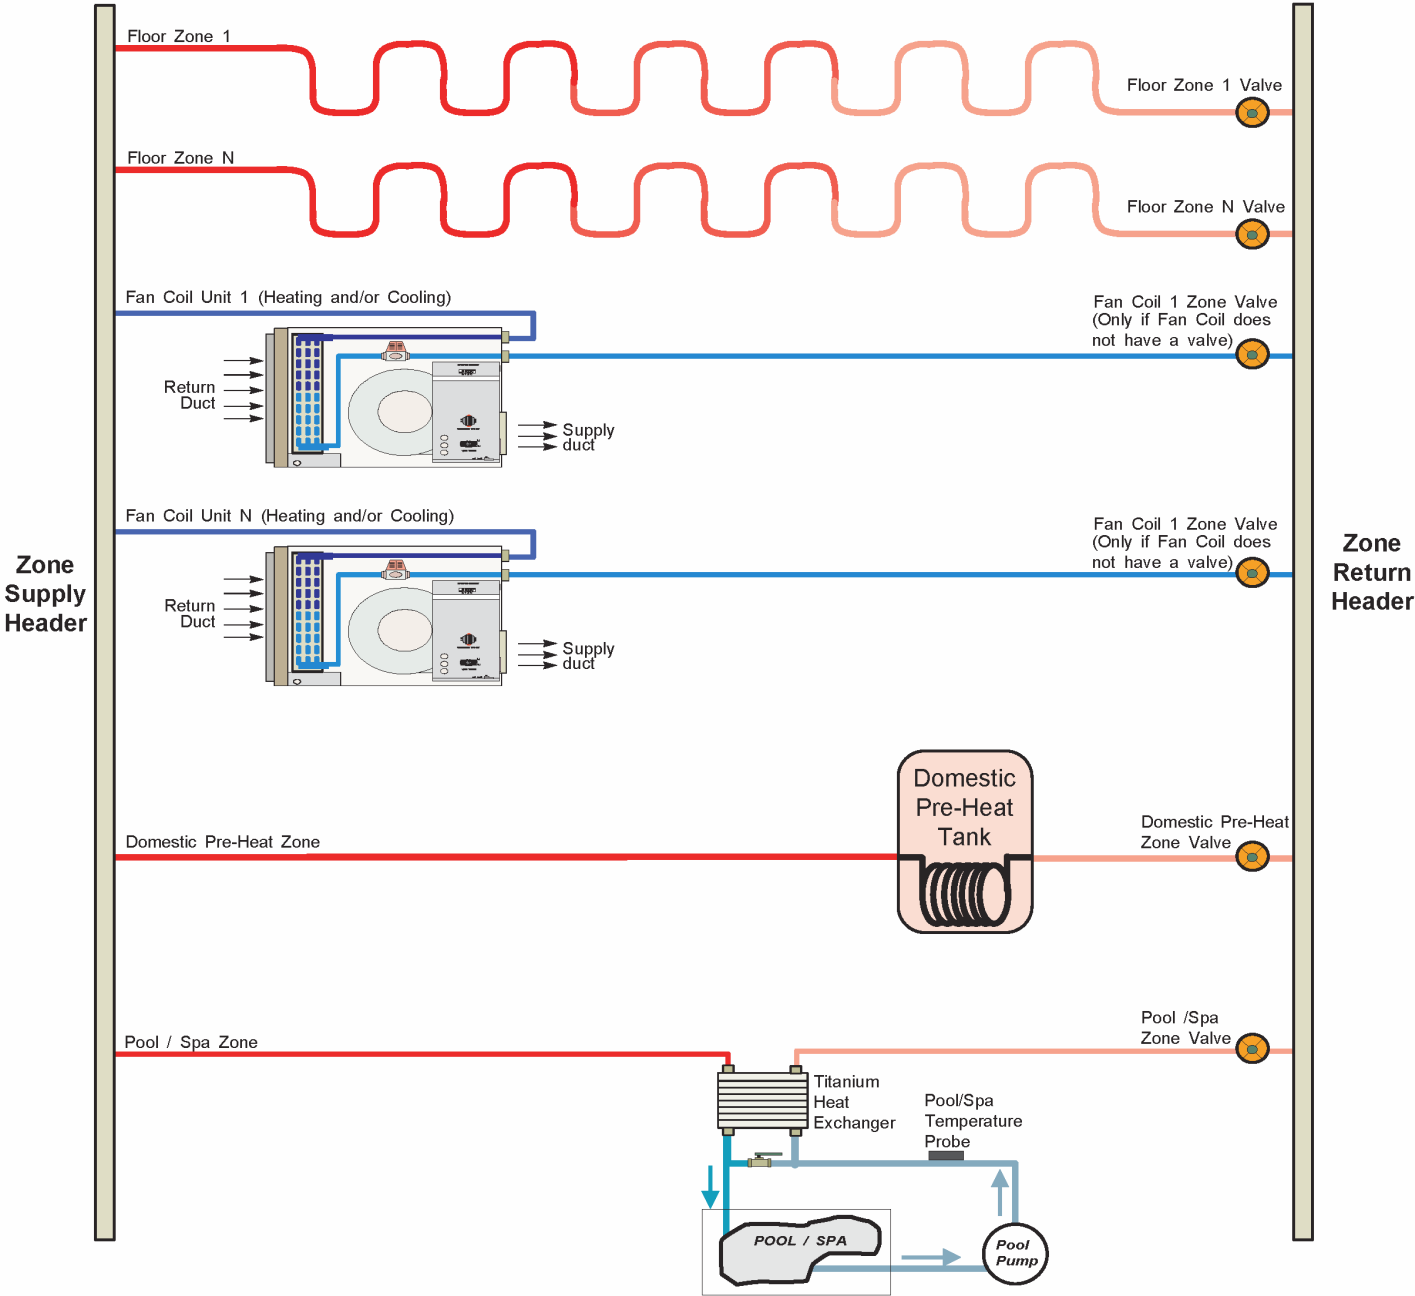 Floor Zone 1
Floor Zone 1 Valve
Floor Zone N
Floor Zone N Valve
Fan Coil Unit 1 (Heating and/or Cooling)
Fan Coil 1 Zone Valve
(Only if Fan Coil does
not have a valve)
Return
Duct
Supply
duct
Fan Coil Unit N (Heating and/or Cooling)
Fan Coil 1 Zone Valve
(Only if Fan Coil does
not have a valve)
Return
Duct
Supply
duct
Zone
Supply
Header
Zone
Return
Header
Domestic
Pre-Heat
Tank
Domestic Pre-Heat Zone
Domestic Pre-Heat
Zone Valve
Pool / Spa Zone
Pool /Spa
Zone Valve
Titanium
Heat
Exchanger
Pool/Spa
Temperature
Probe
POOL / SPA
Pool
Pump